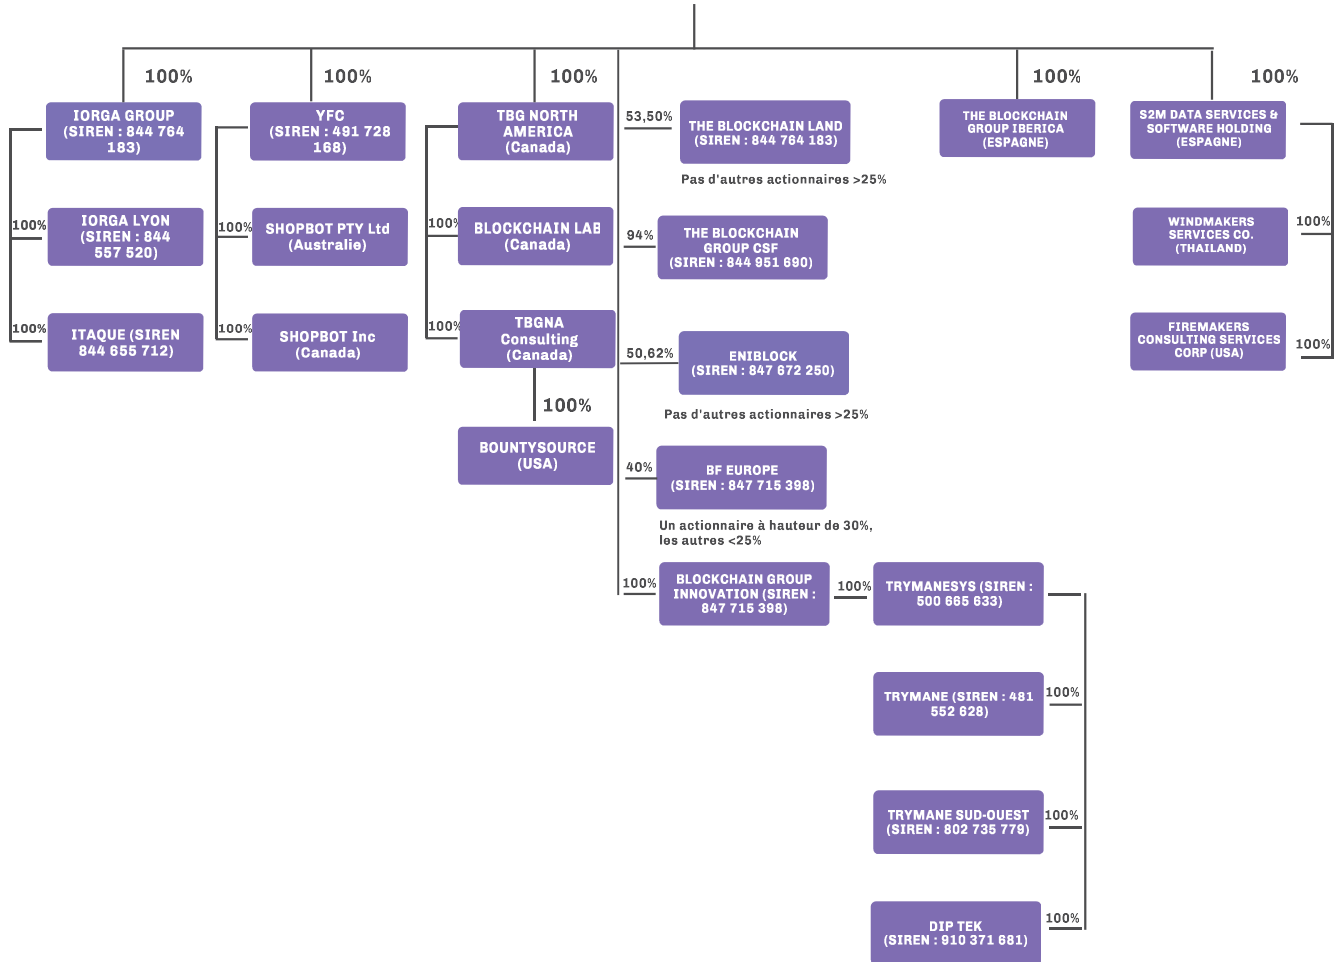 100%
IORGA GROUP
(SIREN : 844 764
183)
100%
IORGA LYON
(SIREN : 844
557 520)
100%
ITAQUE (SIREN
844 655 712)
100%
YFC
(SIREN : 491 728
168)
100%
SHOPBOT PTY Ltd
(Australie)
100%
SHOPBOT Inc
(Canada)
100%
TBG NORTH
AMERICA
(Canada)
100%
BLOCKCHAIN LAB
(Canada)
100%
TBGNA
Consulting
(Canada)
100%
BOUNTYSOURCE
(USA)
53,50%
THE BLOCKCHAIN LAND
(SIREN : 844 764 183)
Pas d'autres actionnaires >25%
94%
THE BLOCKCHAIN
GROUP CSF
(SIREN : 844 951 690)
50,62%
ENIBLOCK
(SIREN : 847 672 250)
Pas d'autres actionnaires >25%
40%
BF EUROPE
(SIREN : 847 715 398)
Un actionnaire à hauteur de 30%,
les autres <25%
100%
BLOCKCHAIN GROUP
INNOVATION (SIREN :
847 715 398)
100%
TRYMANESYS (SIREN :
500 665 633)
100%
TRYMANE (SIREN : 481
552 628)
100%
TRYMANE SUD-OUEST
(SIREN : 802 735 779)
100%
DIP TEK
(SIREN : 910 371 681)
100%
THE BLOCKCHAIN
GROUP IBERICA
(ESPAGNE)
100%
S2M DATA SERVICES &
SOFTWARE HOLDING
(ESPAGNE)
100%
WINDMAKERS
SERVICES CO.
(THAILAND)
100%
FIREMAKERS
CONSULTING SERVICES
CORP (USA)